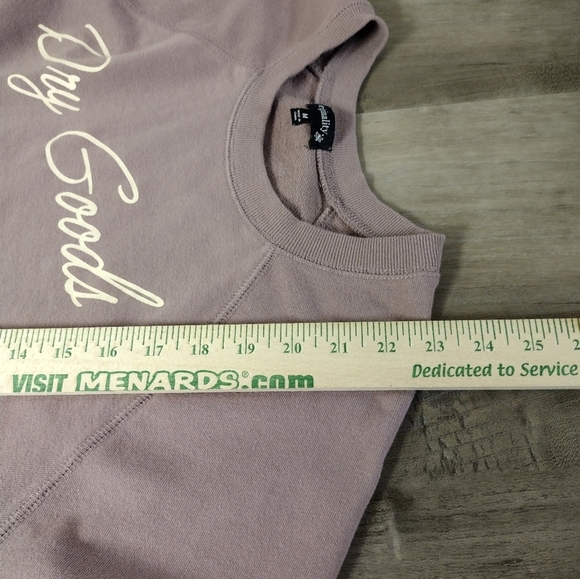 Dry Goods
M
14 15 16 17 18 19 20 21 22 23 24 25
VISIT MENARDS®.com
Dedicated to Service